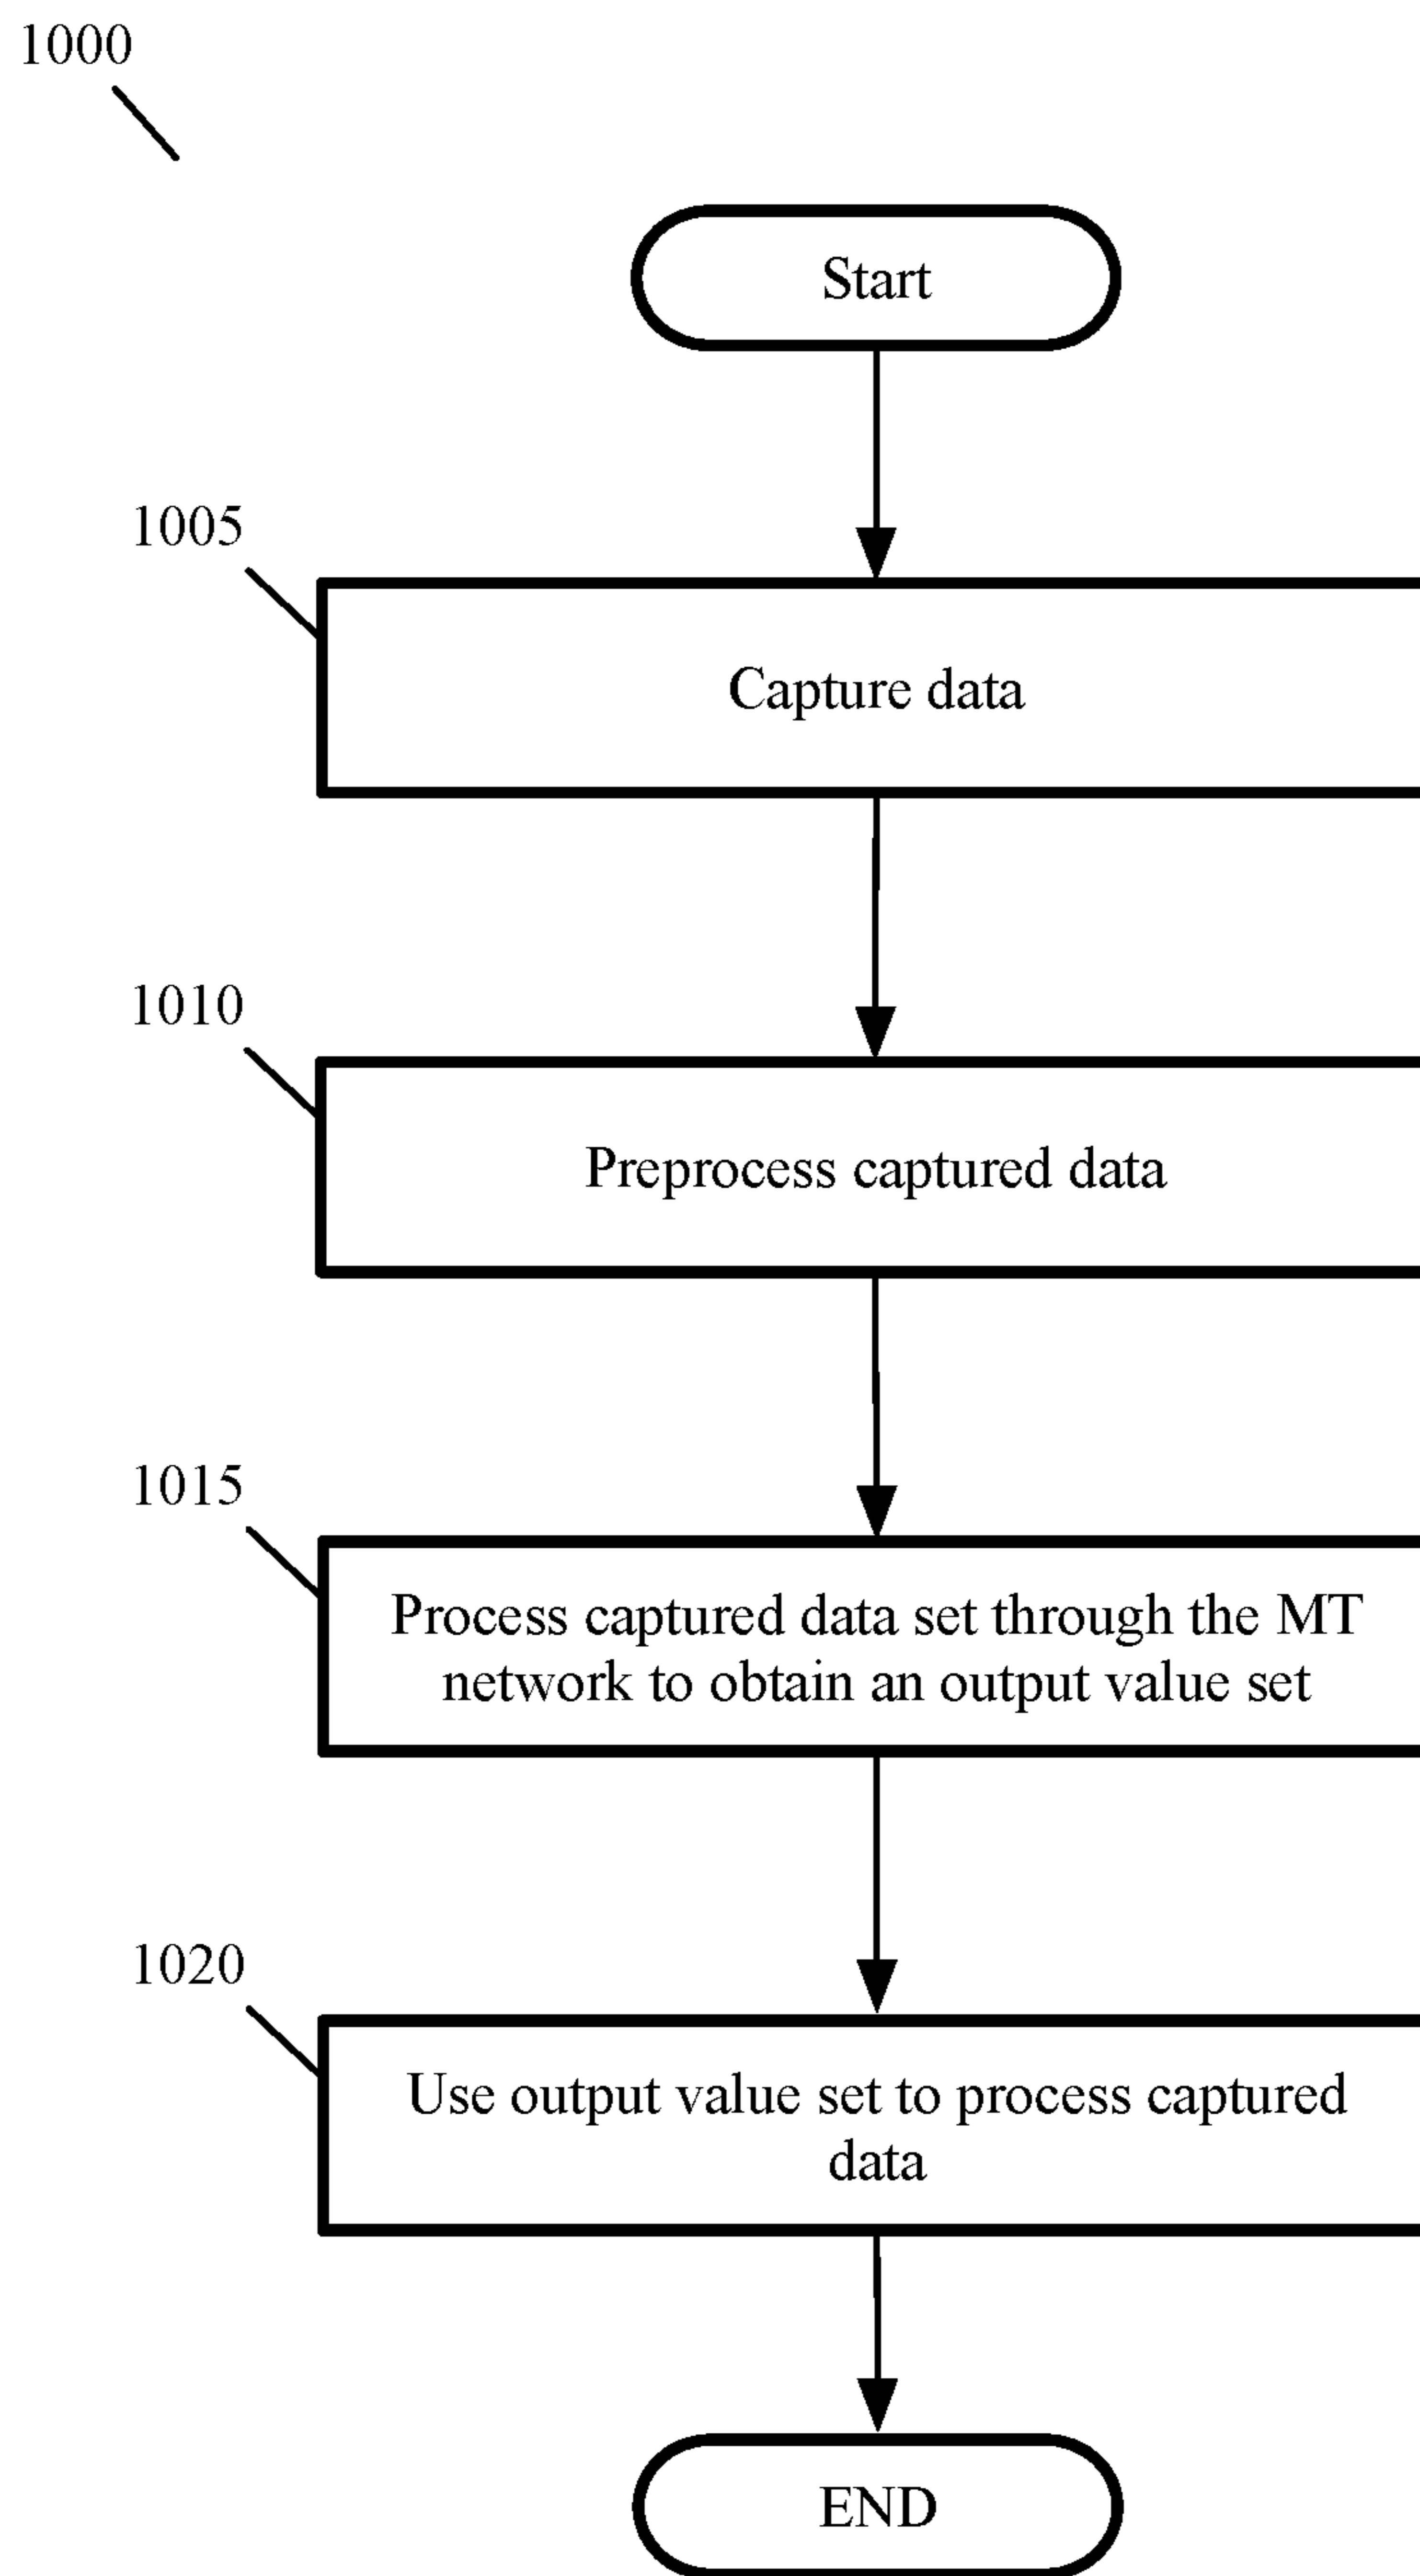 1000
Start
1005
Capture data
1010
Preprocess captured data
1015
Process captured data set through the MT
network to obtain an output value set
1020
Use output value set to process captured
data
END